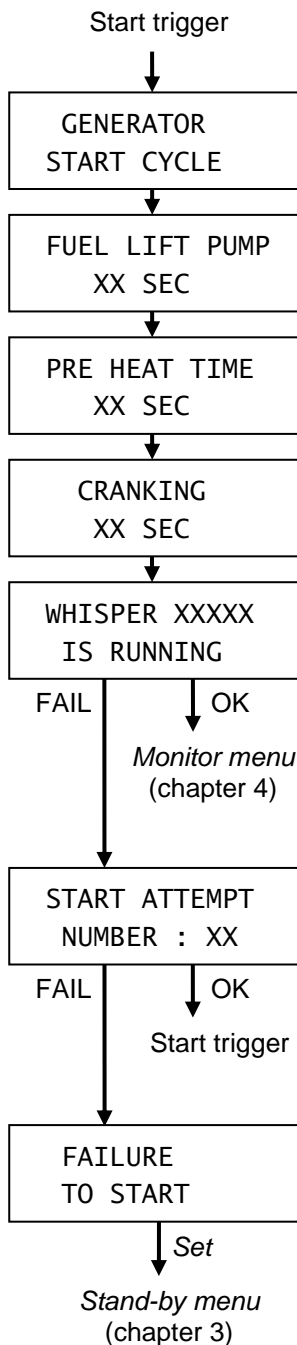 Start trigger
GENERATOR
START CYCLE
FUEL LIFT PUMP
XX SEC
PRE HEAT TIME
XX SEC
CRANKING
XX SEC
WHISPER XXXXX
IS RUNNING
FAIL
OK
Monitor menu
(chapter 4)
START ATTEMPT
NUMBER : XX
FAIL
OK
Start trigger
FAILURE
TO START
Set
Stand-by menu
(chapter 3)